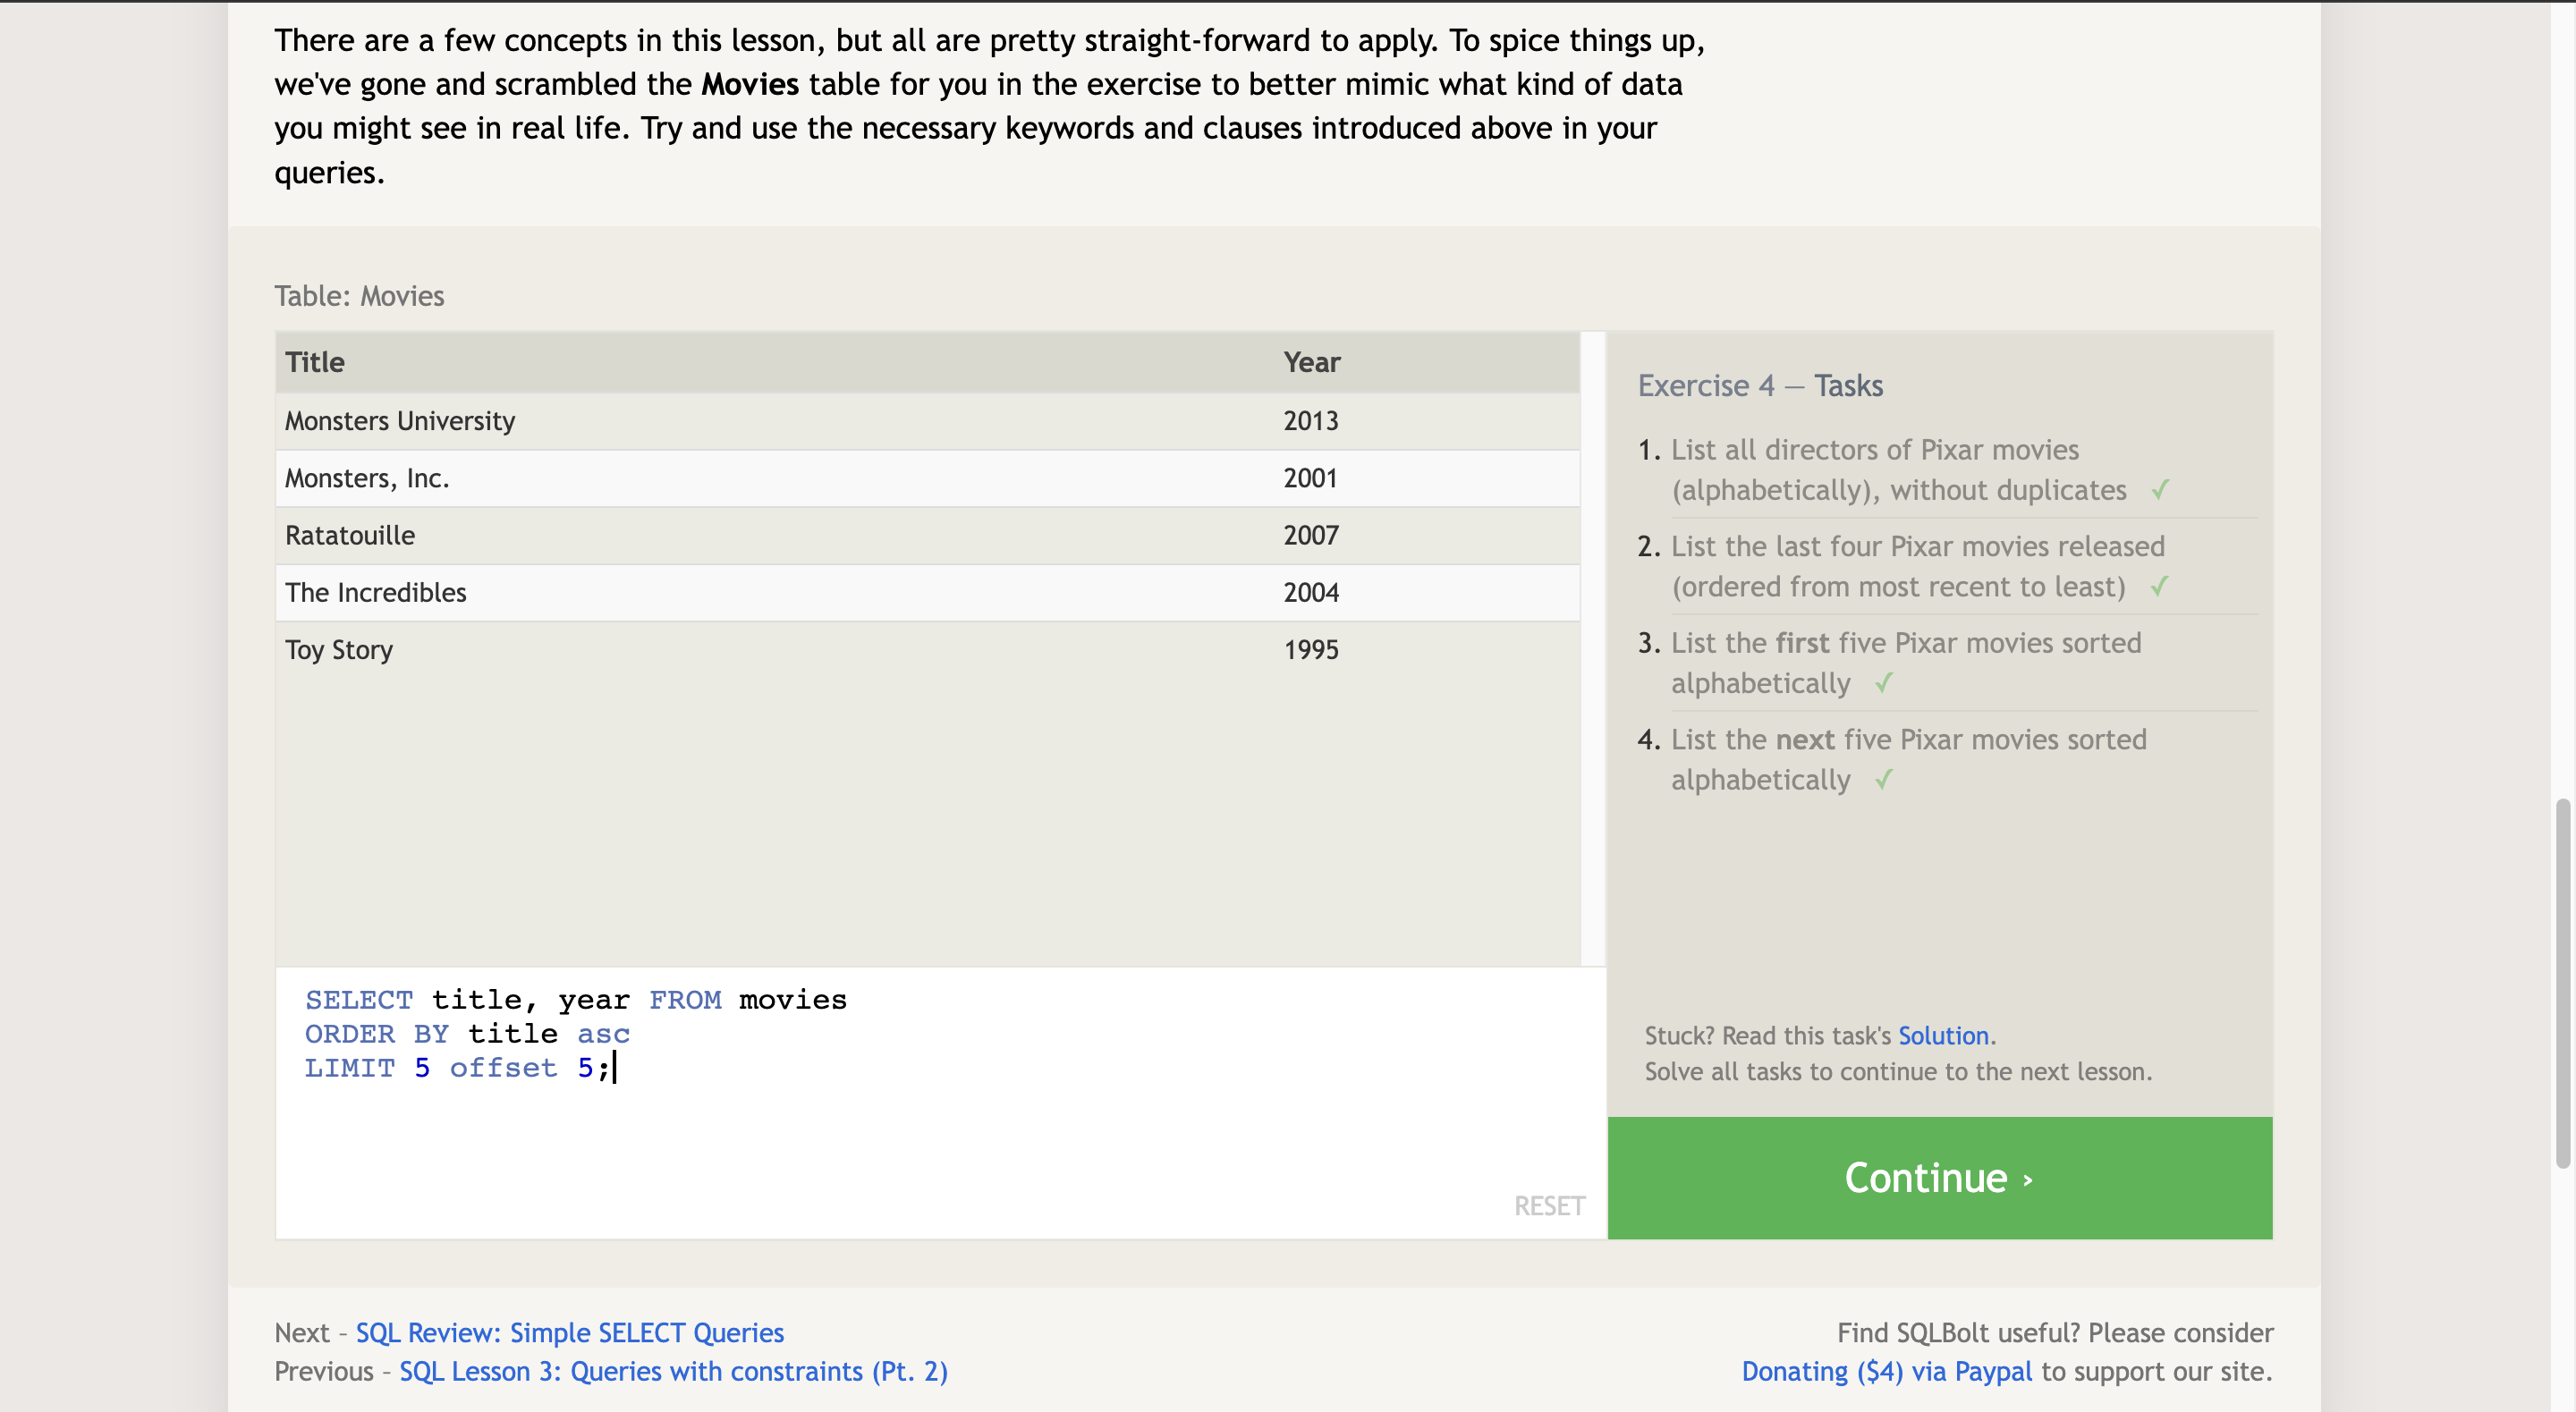 There are a few concepts in this lesson, but all are pretty straight-forward to apply. To spice things up,
we've gone and scrambled the Movies table for you in the exercise to better mimic what kind of data
you might see in real life. Try and use the necessary keywords and clauses introduced above in your
queries.
Table: Movies
Title Year
Monsters University 2013
Monsters, Inc. 2001
Ratatouille 2007
The Incredibles 2004
Toy Story 1995
SELECT title, year FROM movies
ORDER BY title asc
LIMIT 5 offset 5;
RESET
Exercise 4 — Tasks
1. List all directors of Pixar movies
(alphabetically), without duplicates ✓
2. List the last four Pixar movies released
(ordered from most recent to least) ✓
3. List the first five Pixar movies sorted
alphabetically ✓
4. List the next five Pixar movies sorted
alphabetically ✓
Stuck? Read this task's Solution.
Solve all tasks to continue to the next lesson.
Continue ›
Next – SQL Review: Simple SELECT Queries
Previous – SQL Lesson 3: Queries with constraints (Pt. 2)
Find SQLBolt useful? Please consider
Donating ($4) via Paypal to support our site.